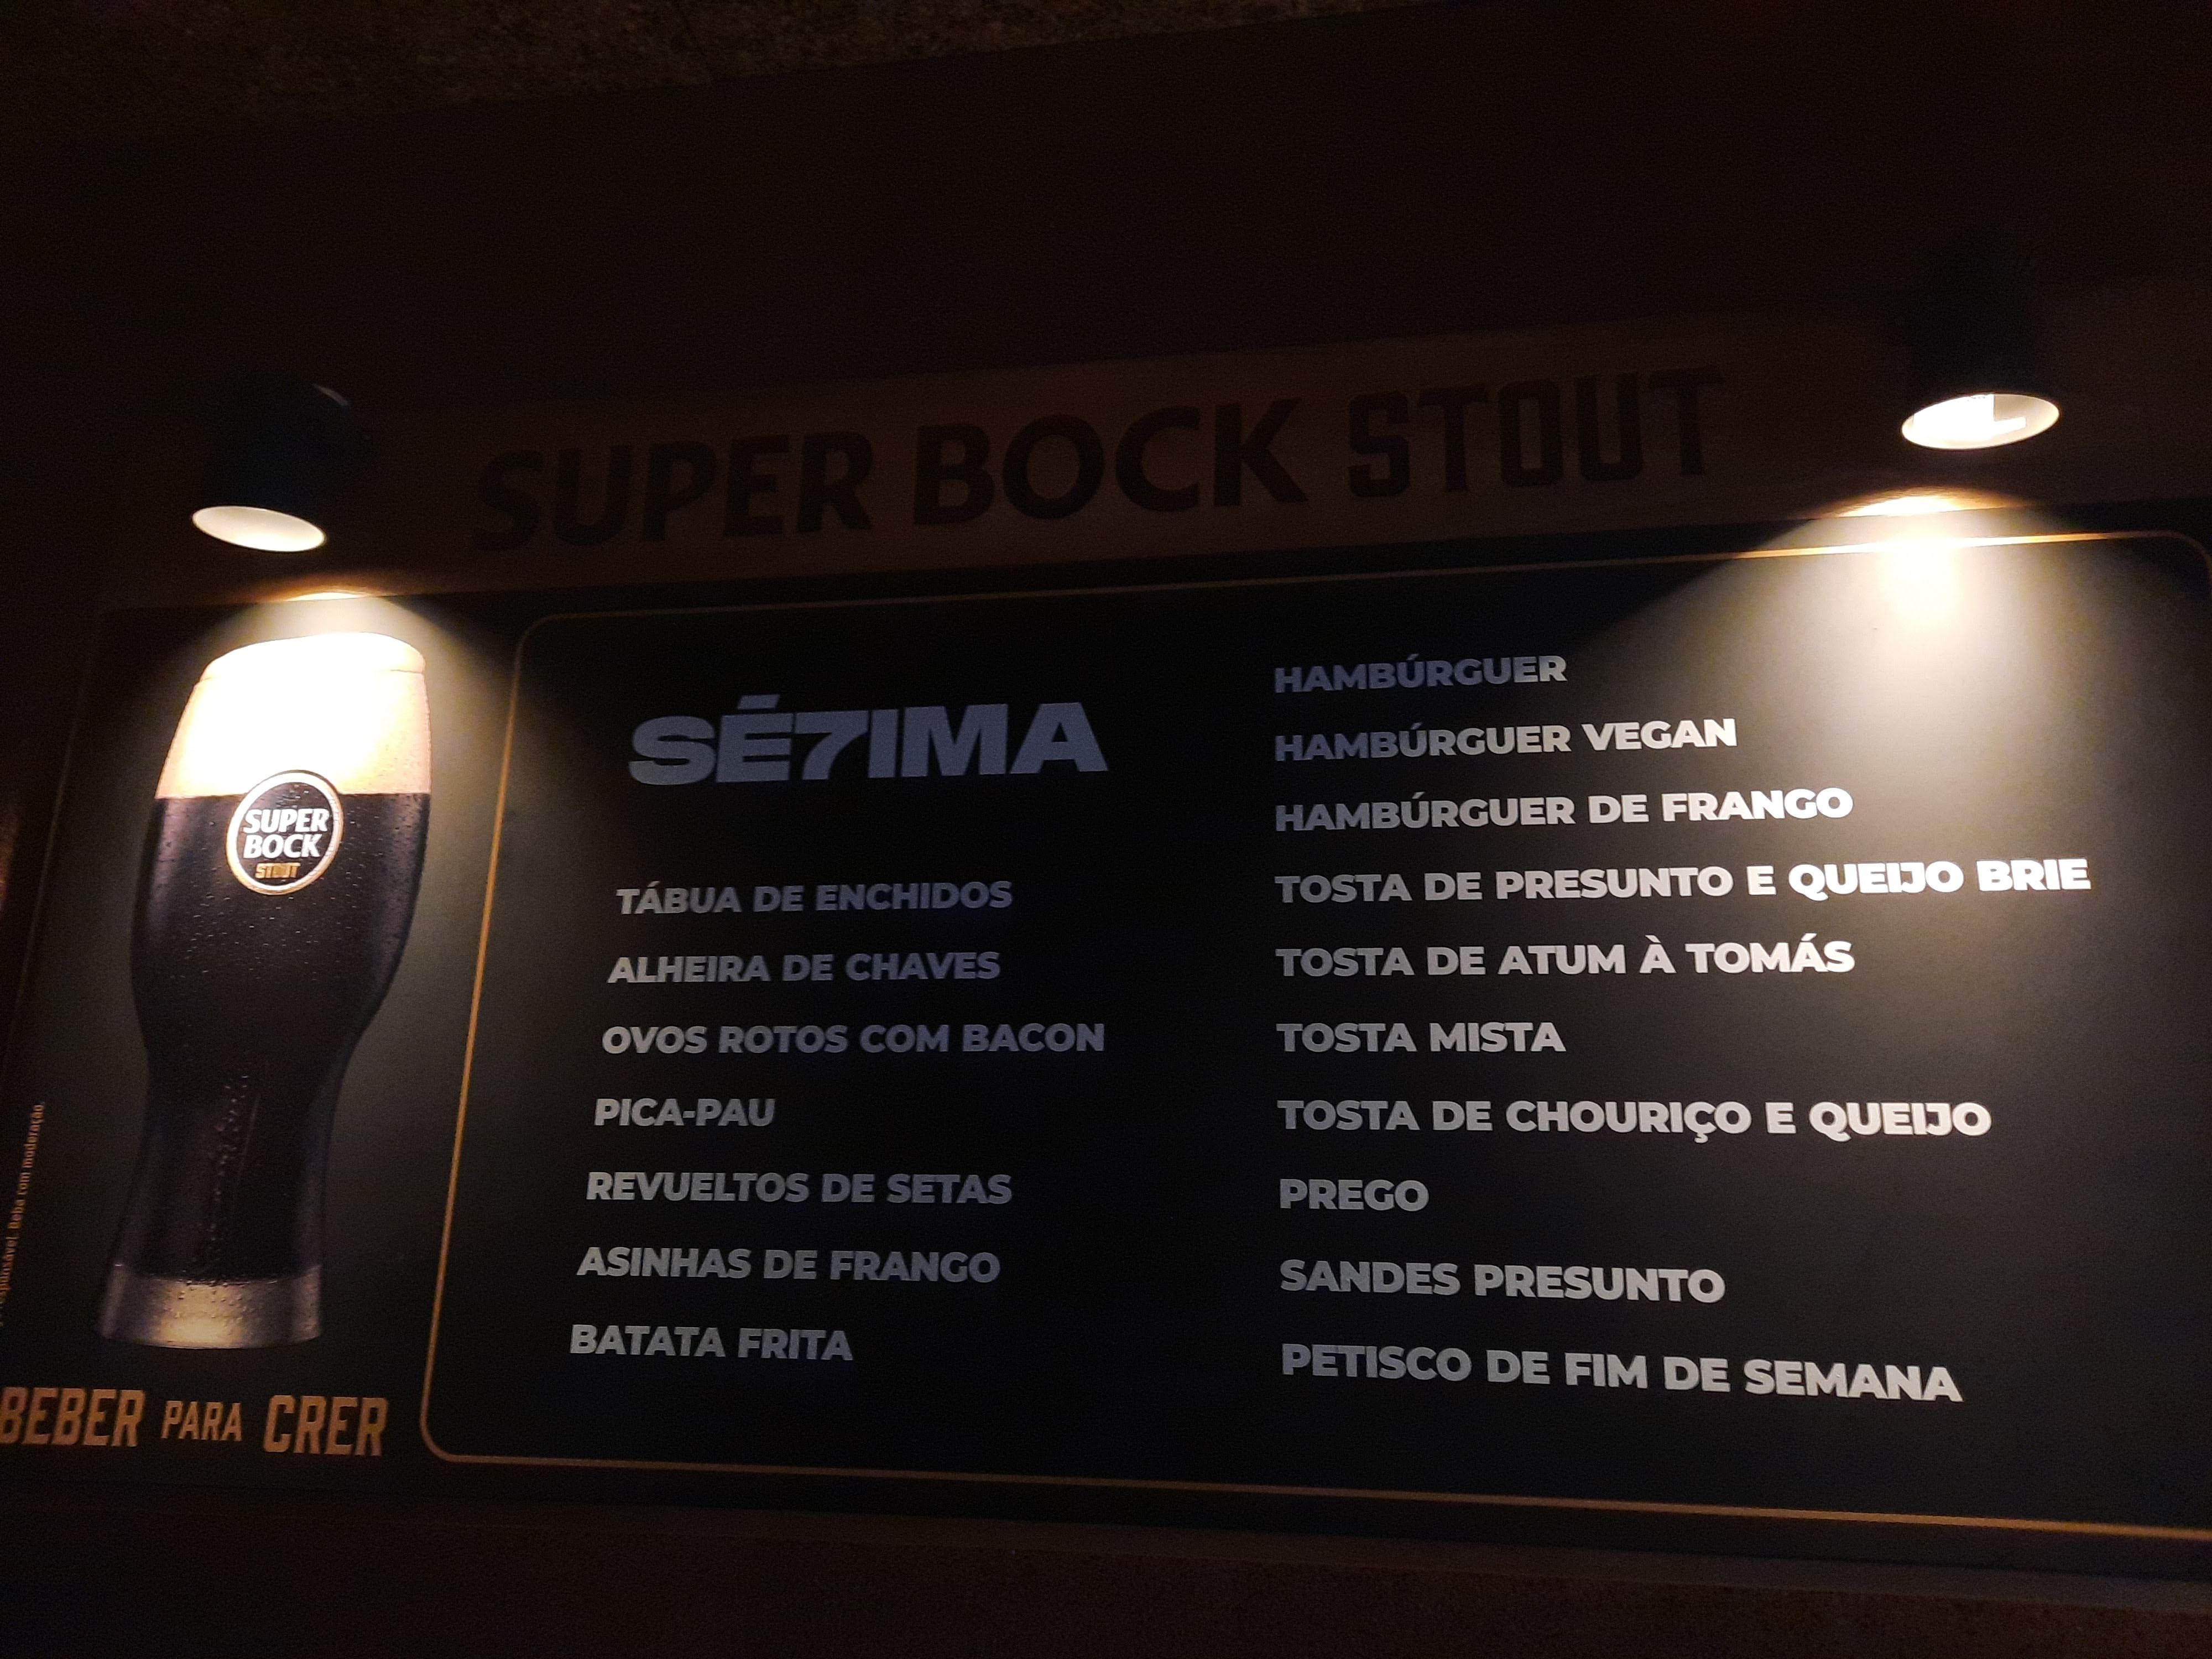 SUPER BOCK STOUT
SUPER
BOCK
STOUT
Beba com moderação.
BEBER PARA CRER
SÉ7IMA
TÁBUA DE ENCHIDOS
ALHEIRA DE CHAVES
OVOS ROTOS COM BACON
PICA-PAU
REVUELTOS DE SETAS
ASINHAS DE FRANGO
BATATA FRITA
HAMBÚRGUER
HAMBÚRGUER VEGAN
HAMBÚRGUER DE FRANGO
TOSTA DE PRESUNTO E QUEIJO BRIE
TOSTA DE ATUM À TOMÁS
TOSTA MISTA
TOSTA DE CHOURIÇO E QUEIJO
PREGO
SANDES PRESUNTO
PETISCO DE FIM DE SEMANA